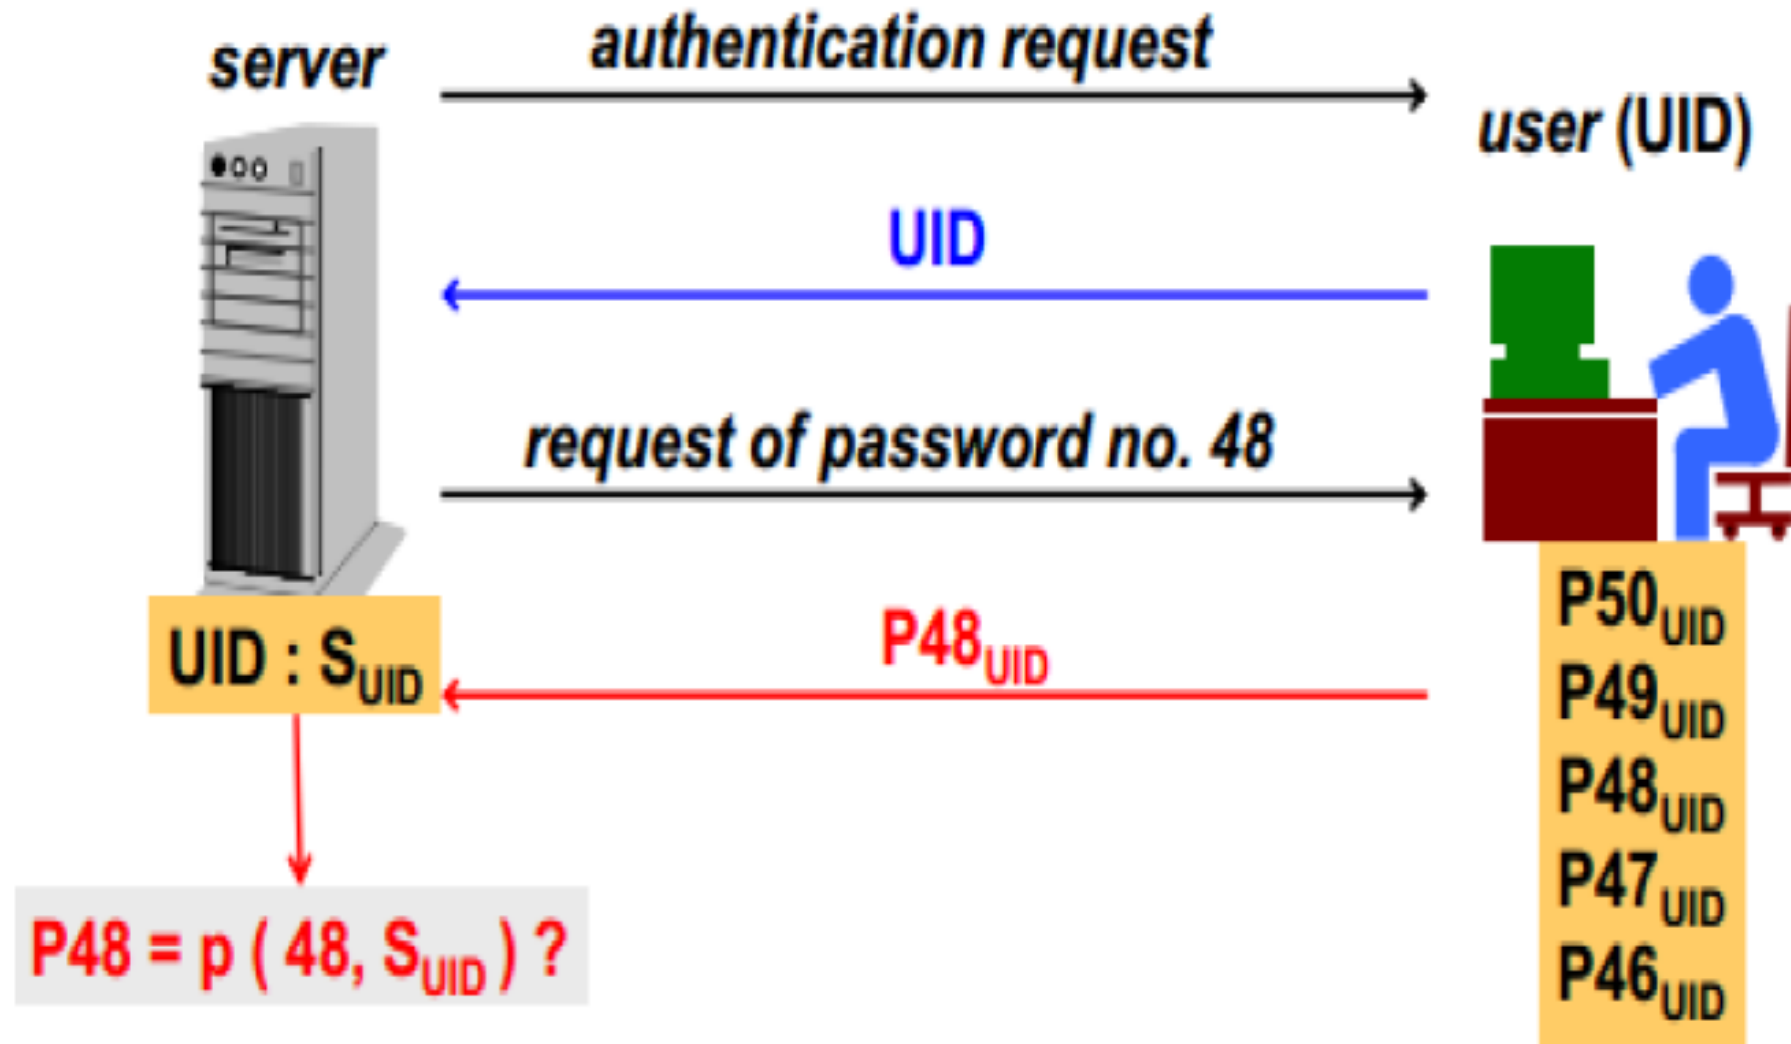 authentication request
server
user (UID)
UID
request of password no. 48
P48UID
UID : SUID
P50UID
P49UID
P48UID
P47UID
P46UID
P48 = p ( 48, SUID ) ?